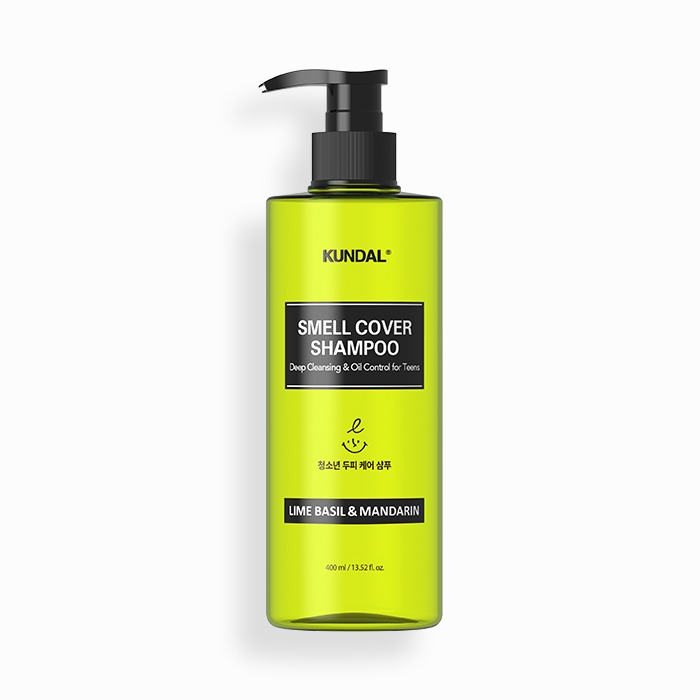 KUNDAL®
SMELL COVER
SHAMPOO
Deep Cleansing & Oil Control for Teens
청소년 두피 케어 샴푸
LIME BASIL & MANDARIN
400 ml / 13.52 fl. oz.